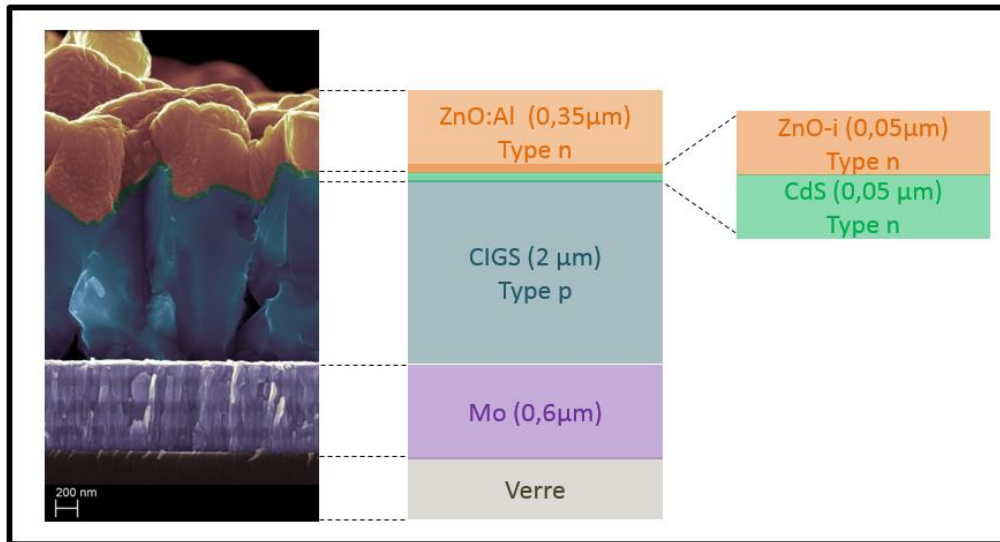 ZnO:Al (0,35µm)
Type n
ZnO-i (0,05µm)
Type n
CdS (0,05 µm)
Type n
CIGS (2 µm)
Type p
Mo (0,6µm)
Verre
200 nm